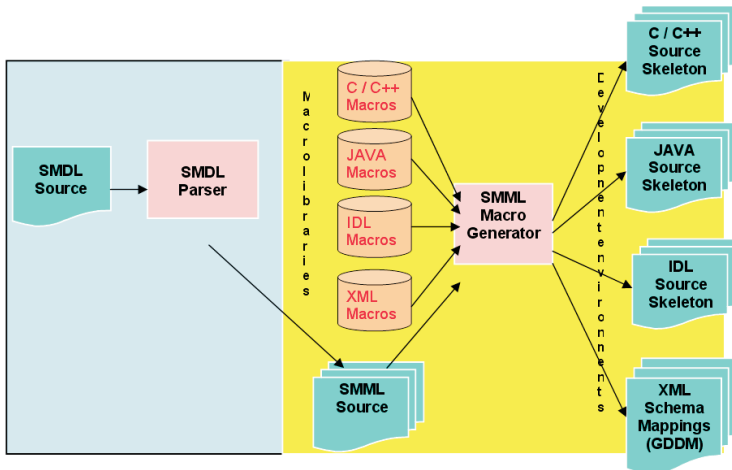 SMDL
Source
SMDL
Parser
Macrolibraries
C / C++
Macros
JAVA
Macros
IDL
Macros
XML
Macros
SMML
Source
SMML
Macro
Generator
Developnentenvironnents
C / C++
Source
Skeleton
JAVA
Source
Skeleton
IDL
Source
Skeleton
XML
Schema
Mappings
(GDDM)